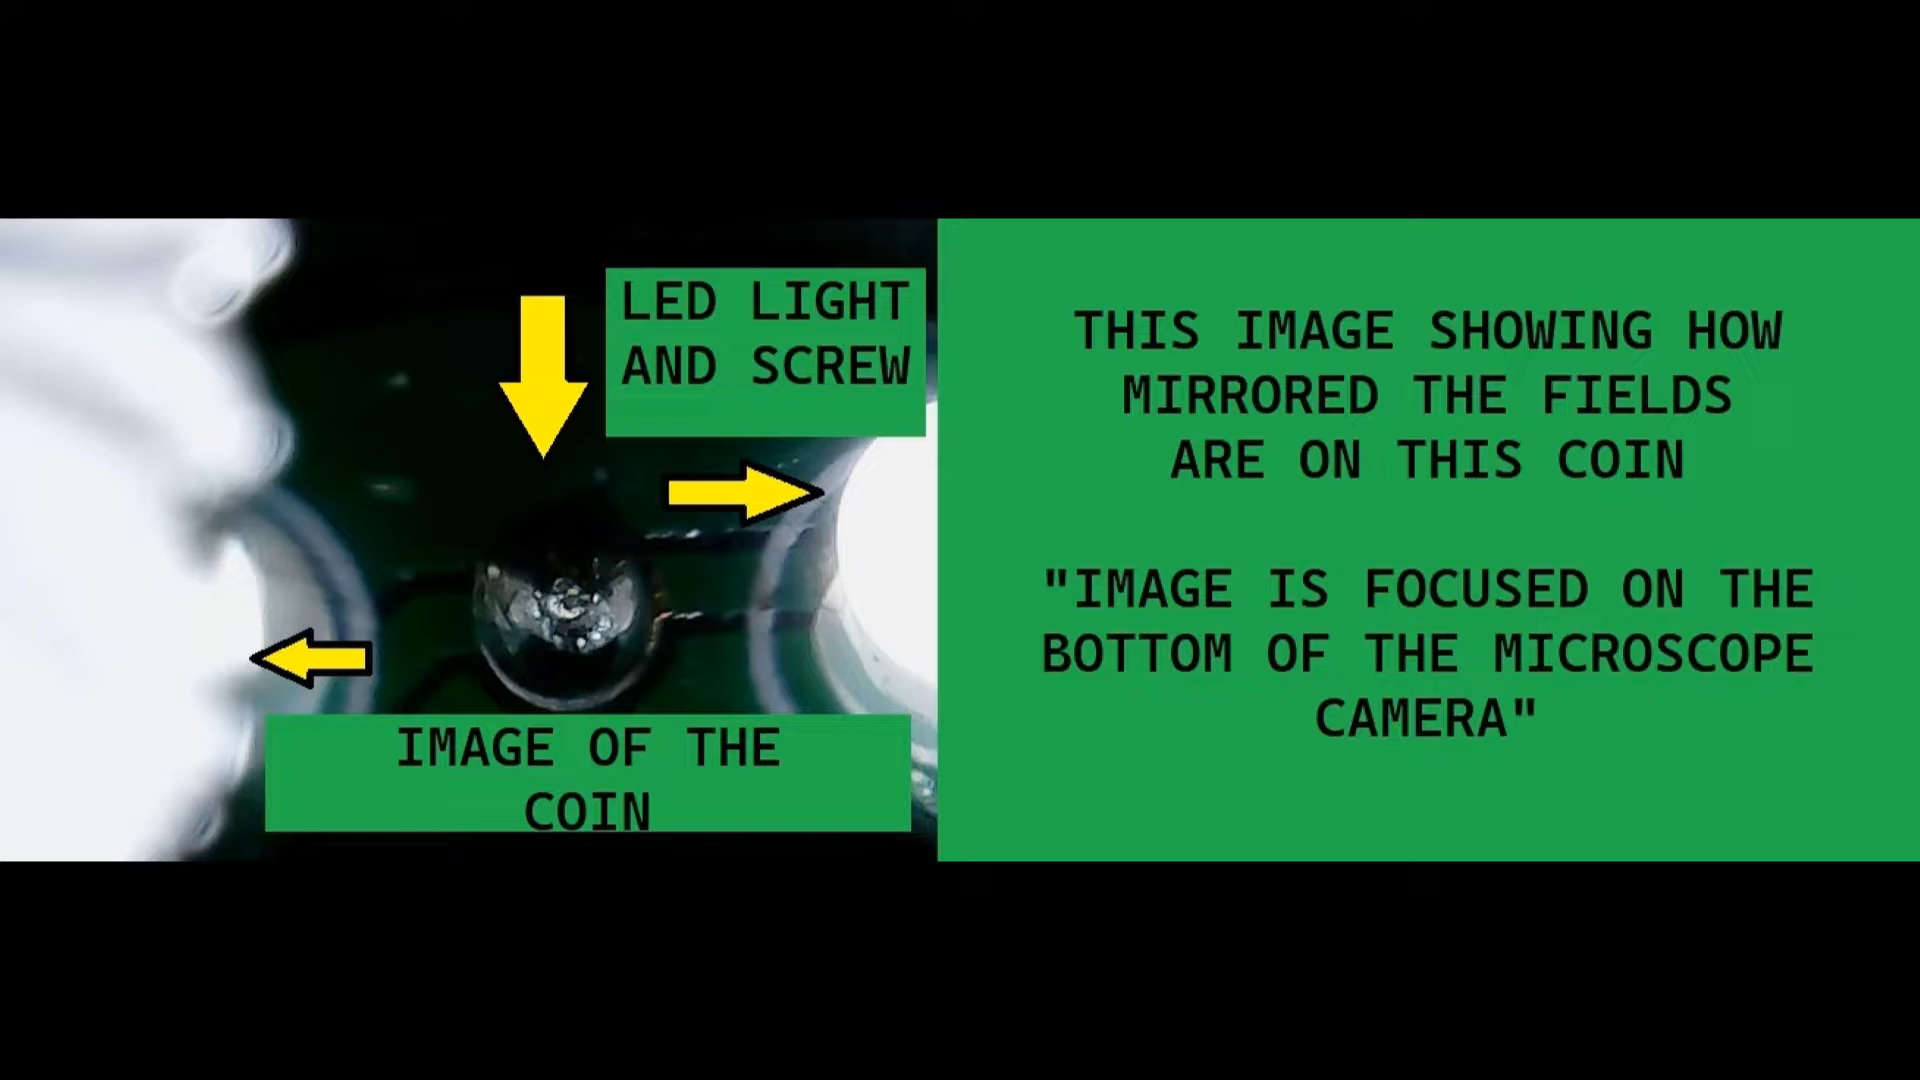 LED LIGHT
AND SCREW
IMAGE OF THE
COIN
THIS IMAGE SHOWING HOW
MIRRORED THE FIELDS
ARE ON THIS COIN
"IMAGE IS FOCUSED ON THE
BOTTOM OF THE MICROSCOPE
CAMERA"